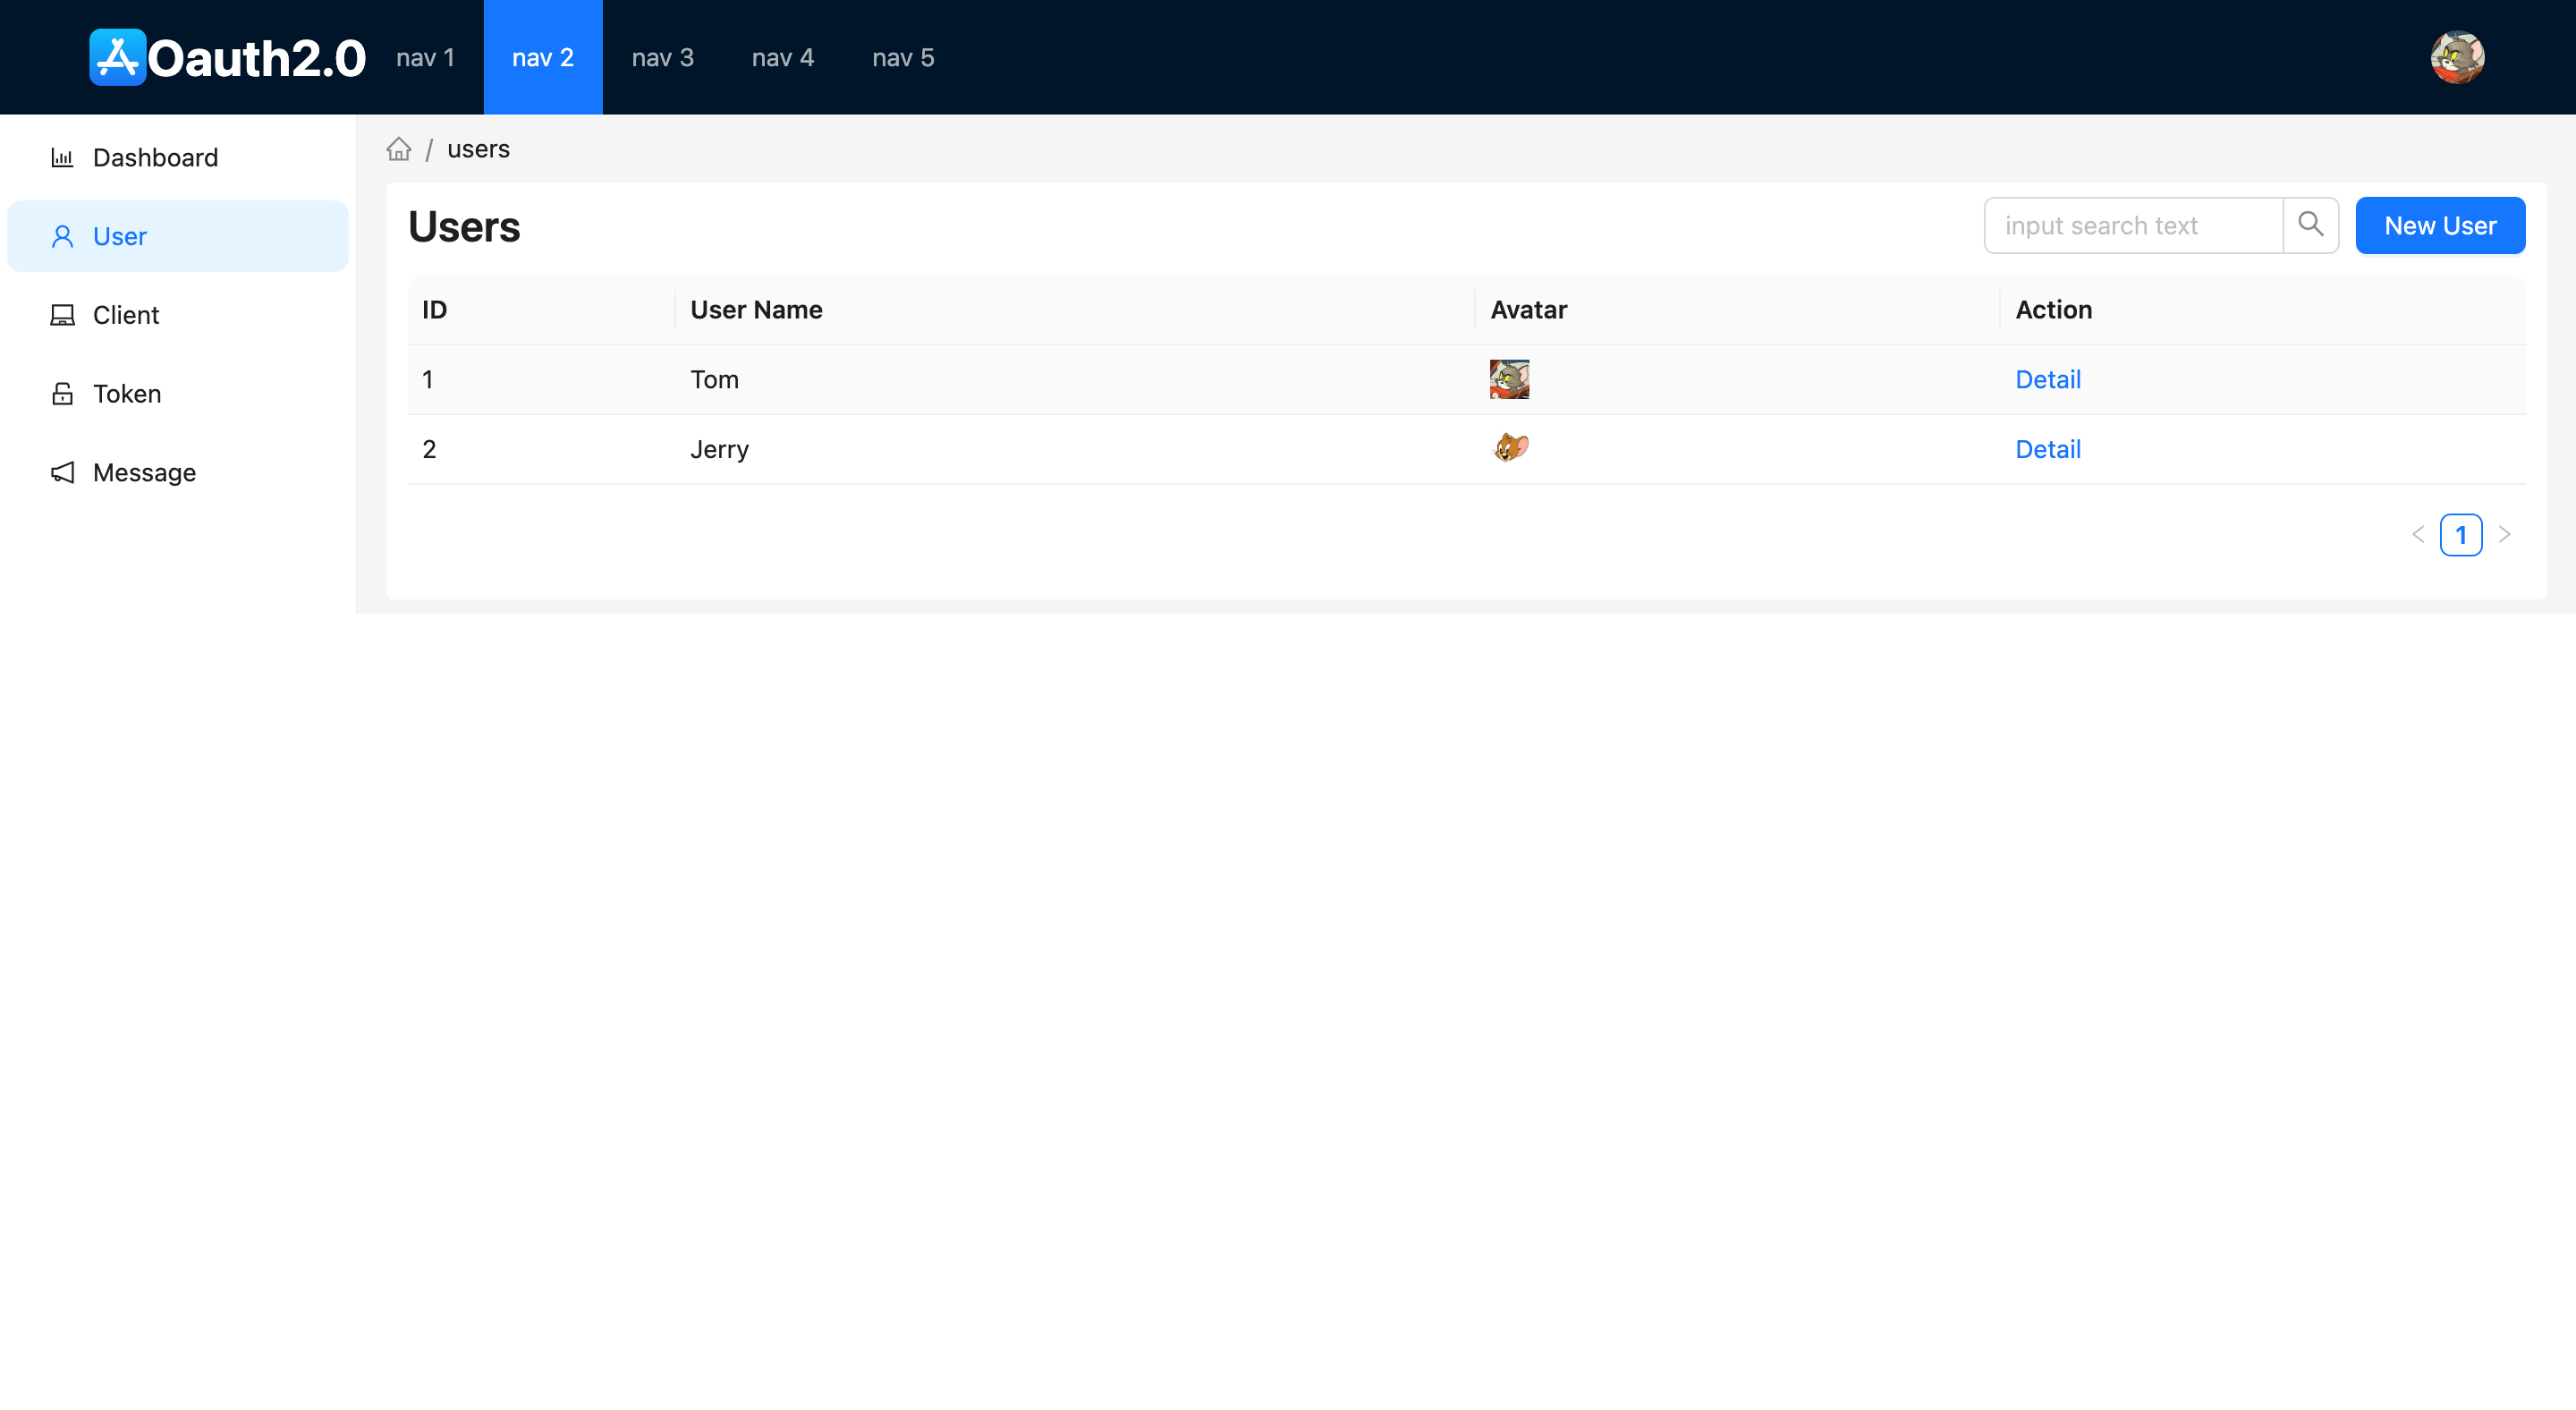 Oauth2.0 nav 1 nav 2 nav 3 nav 4 nav 5
Dashboard
User
Client
Token
Message
/ users
Users
input search text
New User
ID User Name Avatar Action
1 Tom Detail
2 Jerry Detail
< 1 >